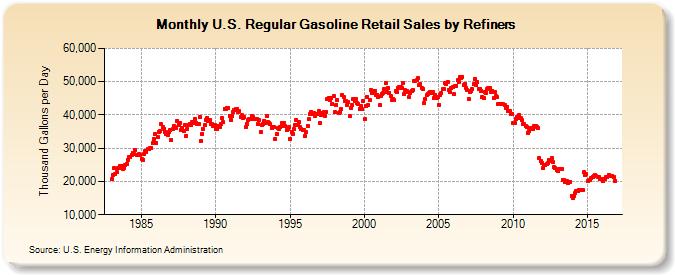 Monthly U.S. Regular Gasoline Retail Sales by Refiners
Thousand Gallons per Day
60,000
50,000
40,000
30,000
20,000
10,000
1985 1990 1995 2000 2005 2010 2015
Source: U.S. Energy Information Administration